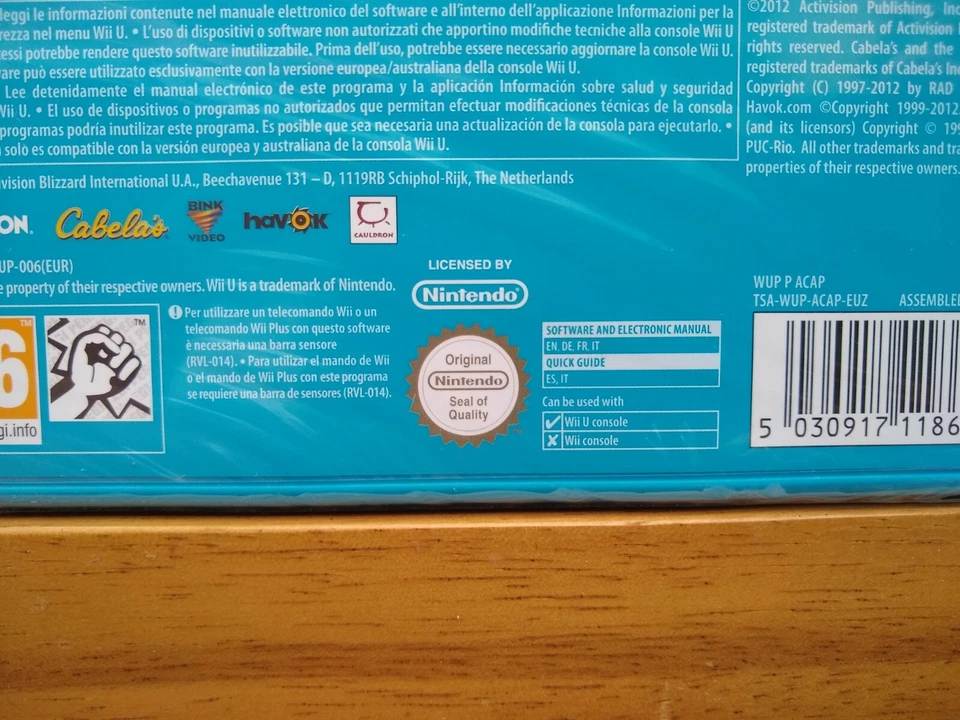 leggi le informazioni contenute nel manuale elettronico del software e all'interno dell'applicazione Informazioni per la
rezza nel menu Wii U. • L'uso di dispositivi o software non autorizzati che apportino modifiche tecniche alla console Wii U
essi potrebbe rendere questo software inutilizzabile. Prima dell'uso, potrebbe essere necessario aggiornare la console Wii U.
are può essere utilizzato esclusivamente con la versione europea/australiana della console Wii U.
Lee detenidamente el manual electrónico de este programa y la aplicación Información sobre salud y seguridad
Wii U. • El uso de dispositivos o programas no autorizados que permitan efectuar modificaciones técnicas de la consola
programas podría inutilizar este programa. Es posible que sea necesaria una actualización de la consola para ejecutarlo. •
solo es compatible con la versión europea y australiana de la consola Wii U.
©2012 Activision Publishing, Inc
registered trademark of Activision
rights reserved. Cabela's and the
registered trademarks of Cabela's In
Copyright (C) 1997-2012 by RAD
Havok.com ©Copyright 1999-2012
(and its licensors) Copyright © 199
PUC-Rio. All other trademarks and tra
properties of their respective owners.
vision Blizzard International U.A., Beechavenue 131 – D, 1119RB Schiphol-Rijk, The Netherlands
ON.
Cabela's
BINK
VIDEO
havok
CAULDRON
UP-006(EUR)
e property of their respective owners. Wii U is a trademark of Nintendo.
LICENSED BY
Nintendo
6
gi.info
TM
TM
Per utilizzare un telecomando Wii o un
telecomando Wii Plus con questo software
è necessaria una barra sensore
(RVL-014). • Para utilizar el mando de Wii
o el mando de Wii Plus con este programa
se requiere una barra de sensores (RVL-014).
Original
Nintendo
Seal of
Quality
TM
SOFTWARE AND ELECTRONIC MANUAL
EN, DE, FR, IT
QUICK GUIDE
ES, IT
Can be used with
Wii U console
Wii console
WUP P ACAP
TSA-WUP-ACAP-EUZ ASSEMBLED
5 030917 1186